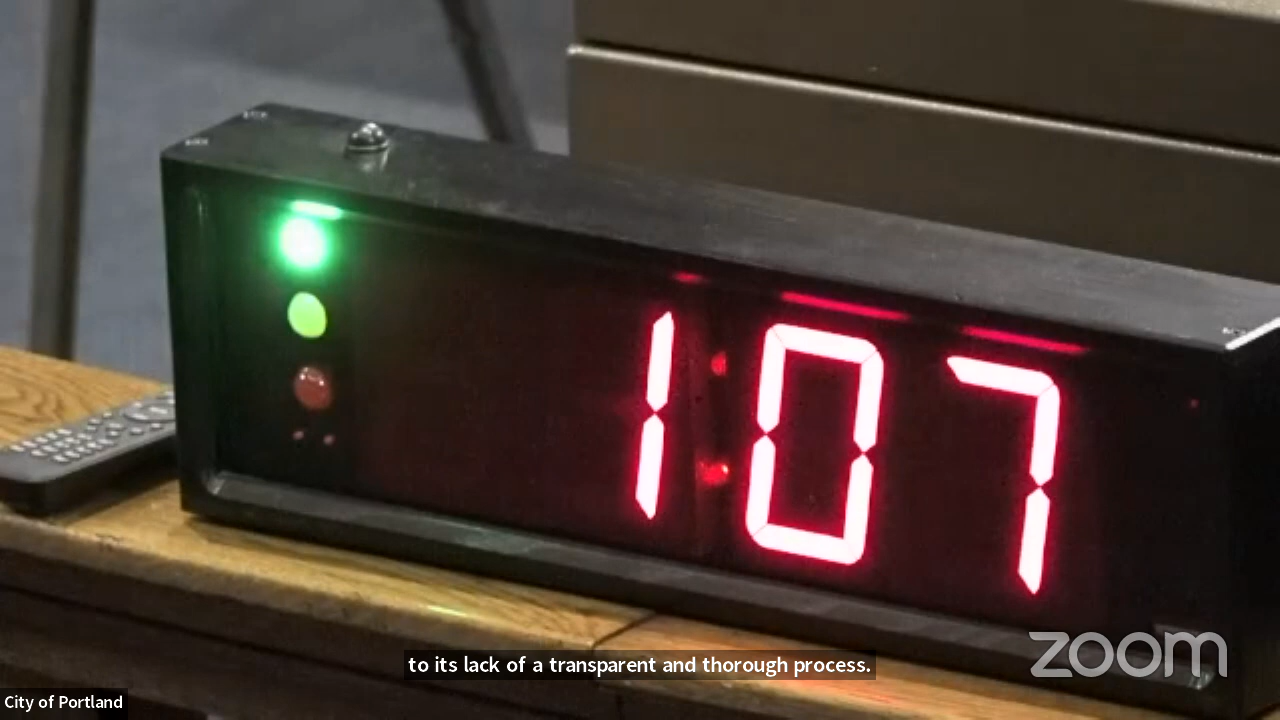 1:07
to its lack of a transparent and thorough process.
zoom
City of Portland